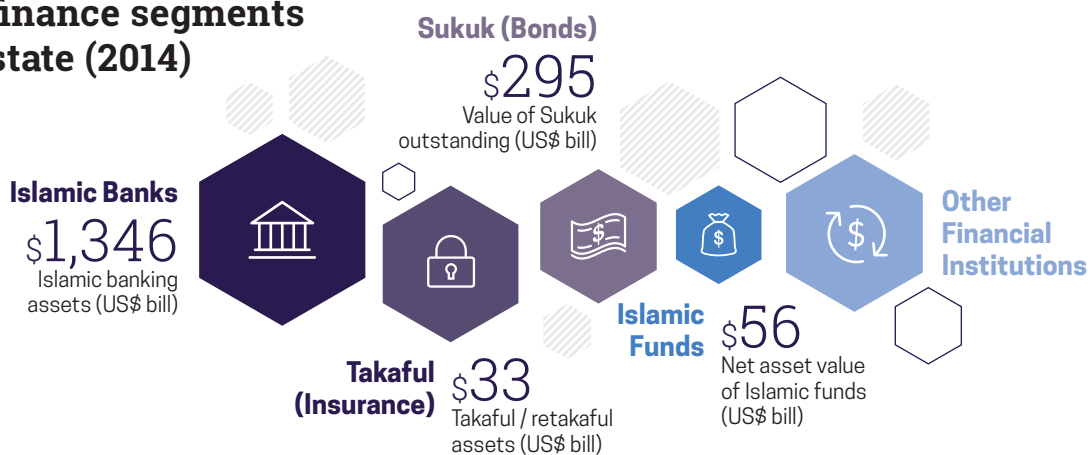 finance segments
state (2014)
Sukuk (Bonds)
$295
Value of Sukuk
outstanding (US$ bill)
Islamic Banks
$1,346
Islamic banking
assets (US$ bill)
$
$
$
Other
Financial
Institutions
Islamic
Funds
$56
Net asset value
of Islamic funds
(US$ bill)
Takaful
(Insurance)
$33
Takaful / retakaful
assets (US$ bill)